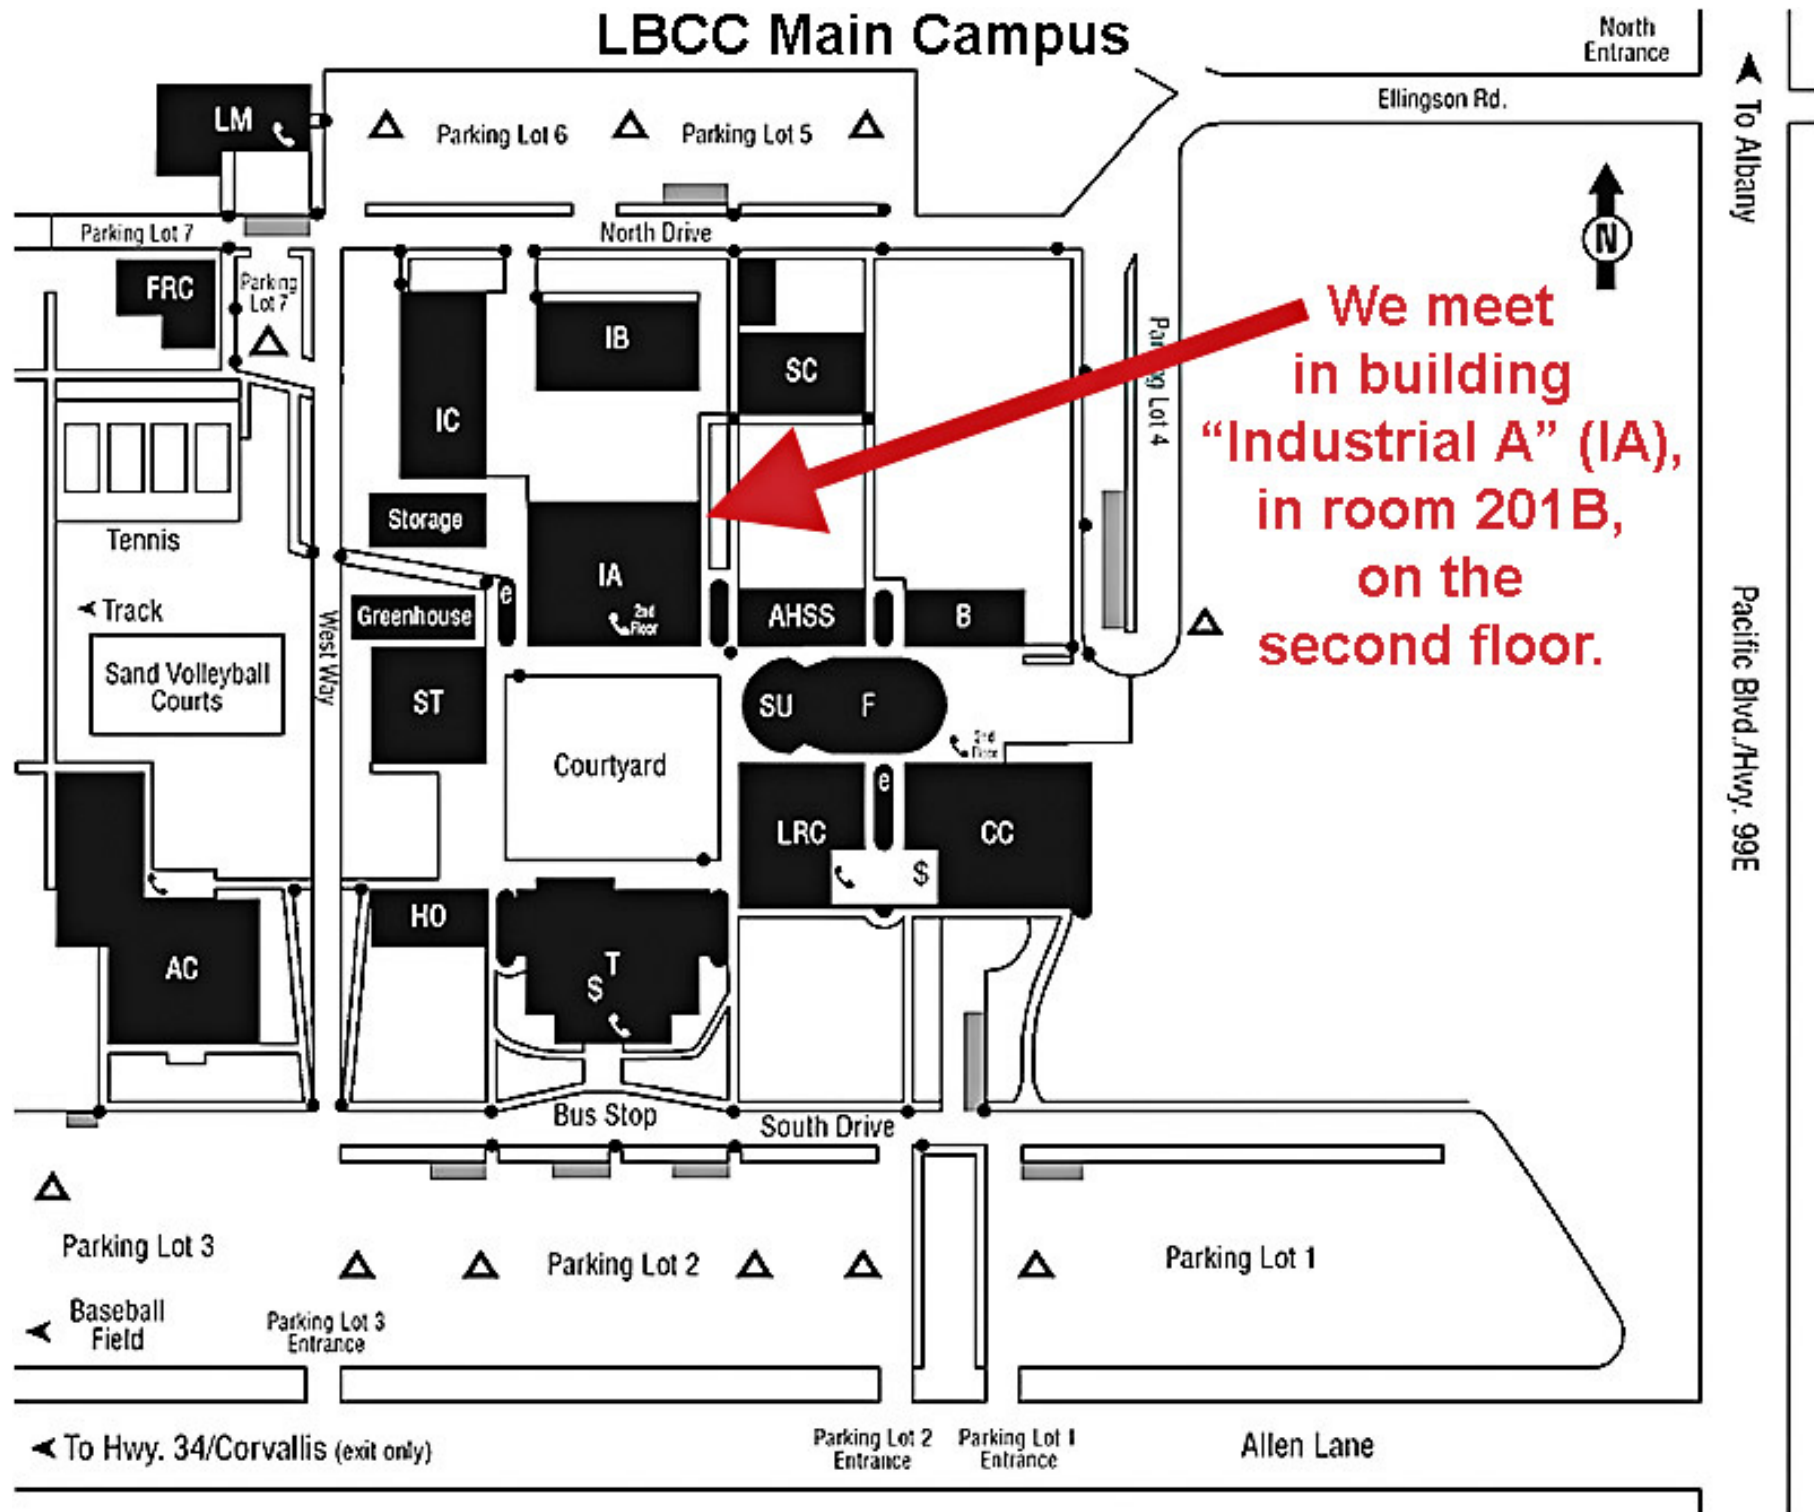 LBCC Main Campus
North
Entrance
Ellingson Rd.
To Albany
LM
Parking Lot 6
Parking Lot 5
Parking Lot 7
North Drive
N
FRC
Parking
Lot 7
IB
SC
IC
Parking Lot 4
We meet
in building
“Industrial A” (IA),
in room 201B,
on the
second floor.
Storage
Tennis
IA
2nd
Floor
e
Track
Greenhouse
AHSS
B
West Way
Sand Volleyball
Courts
ST
SU
F
2nd
Floor
Courtyard
e
LRC
CC
$
Pacific Blvd./Hwy. 99E
HO
AC
T
S
Bus Stop
South Drive
Parking Lot 3
Parking Lot 2
Parking Lot 1
Baseball
Field
Parking Lot 3
Entrance
To Hwy. 34/Corvallis (exit only)
Parking Lot 2
Entrance
Parking Lot 1
Entrance
Allen Lane